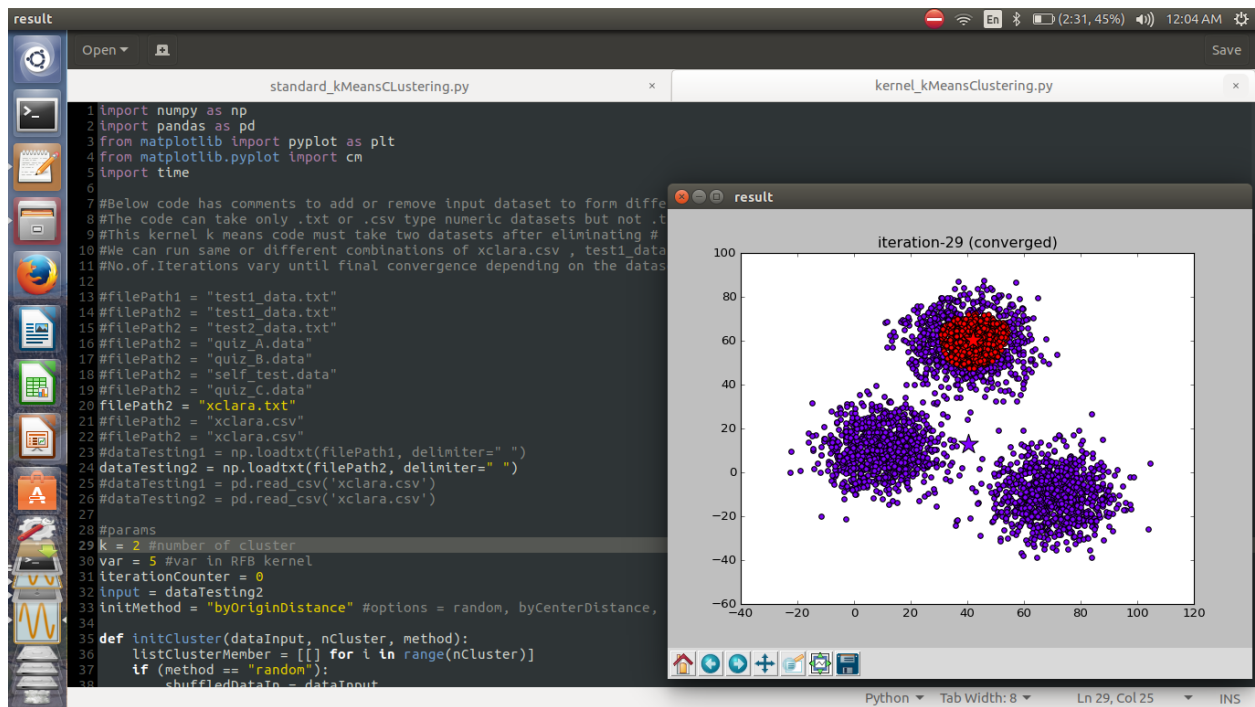 result
En
(2:31, 45%)
12:04 AM
Open
Save
standard_kMeansCLustering.py ×
kernel_kMeansClustering.py ×
1 import numpy as np
2 import pandas as pd
3 from matplotlib import pyplot as plt
4 from matplotlib.pyplot import cm
5 import time
6
7 #Below code has comments to add or remove input dataset to form diffe
8 #The code can take only .txt or .csv type numeric datasets but not .t
9 #This kernel k means code must take two datasets after eliminating #
10 #We can run same or different combinations of xclara.csv , test1_data
11 #No.of.Iterations vary until final convergence depending on the datas
12
13 #filePath1 = "test1_data.txt"
14 #filePath2 = "test1_data.txt"
15 #filePath2 = "test2_data.txt"
16 #filePath2 = "quiz_A.data"
17 #filePath2 = "quiz_B.data"
18 #filePath2 = "self_test.data"
19 #filePath2 = "quiz_C.data"
20 filePath2 = "xclara.txt"
21 #filePath2 = "xclara.csv"
22 #filePath2 = "xclara.csv"
23 #dataTesting1 = np.loadtxt(filePath1, delimiter=" ")
24 dataTesting2 = np.loadtxt(filePath2, delimiter=" ")
25 #dataTesting1 = pd.read_csv('xclara.csv')
26 #dataTesting2 = pd.read_csv('xclara.csv')
27
28 #params
29 k = 2 #number of cluster
30 var = 5 #var in RFB kernel
31 iterationCounter = 0
32 input = dataTesting2
33 initMethod = "byOriginDistance" #options = random, byCenterDistance,
34
35 def initCluster(dataInput, nCluster, method):
36 listClusterMember = [[] for i in range(nCluster)]
37 if (method == "random"):
38 shuffledDataIn = dataInput
result
iteration-29 (converged)
100
80
60
40
20
0
−20
−40
−60
−40 −20 0 20 40 60 80 100 120
Python Tab Width: 8 Ln 29, Col 25 INS